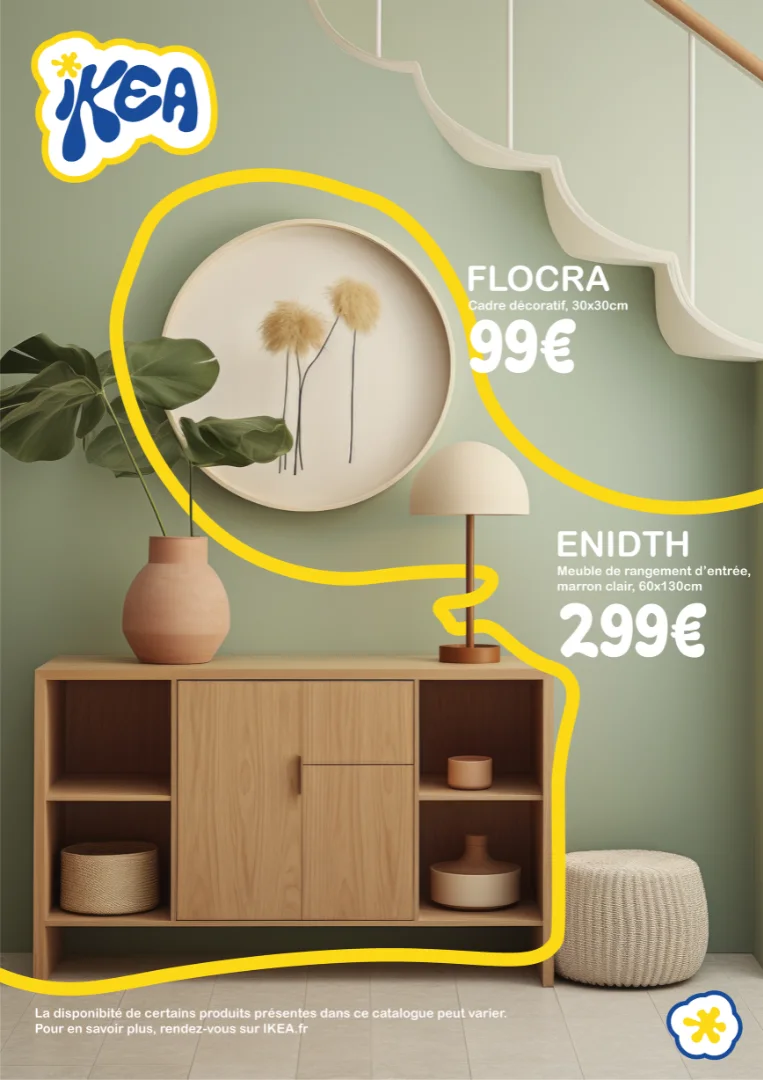 iKEA
FLOCRA
Cadre décoratif, 30x30cm
99€
ENIDTH
Meuble de rangement d'entrée,
marron clair, 60x130cm
299€
La disponibité de certains produits présentes dans ce catalogue peut varier.
Pour en savoir plus, rendez-vous sur IKEA.fr